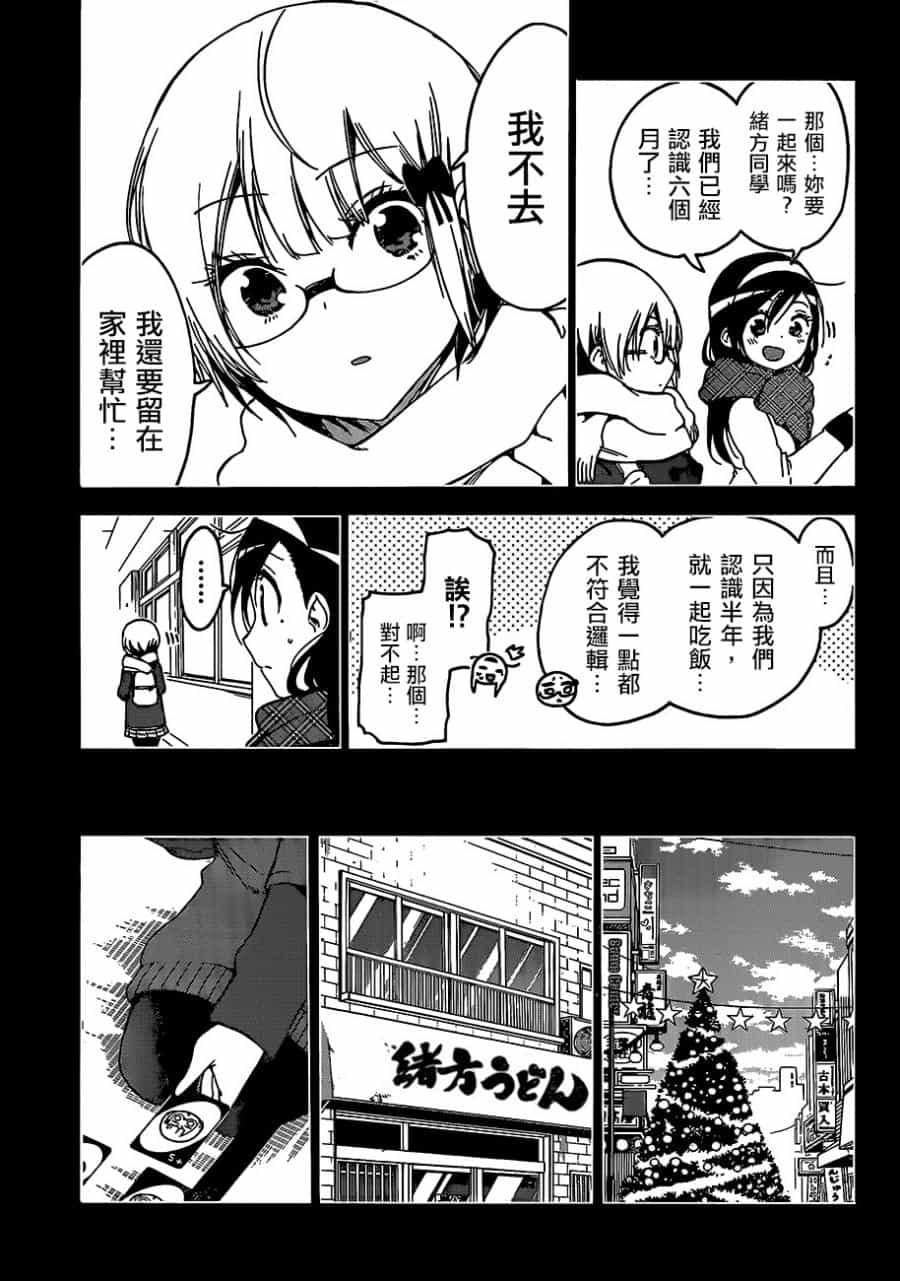 那個…妳要
一起來嗎？
緒方同學
我們已經
認識六個
月了…
我不去
我還要留在
家裡幫忙…
而且…
只因為我們
認識半年，
就一起吃飯…
我覺得一點都
不符合邏輯…
誒!?
啊…那個…
對不起…
……
古本買入
緒方うどん
5+